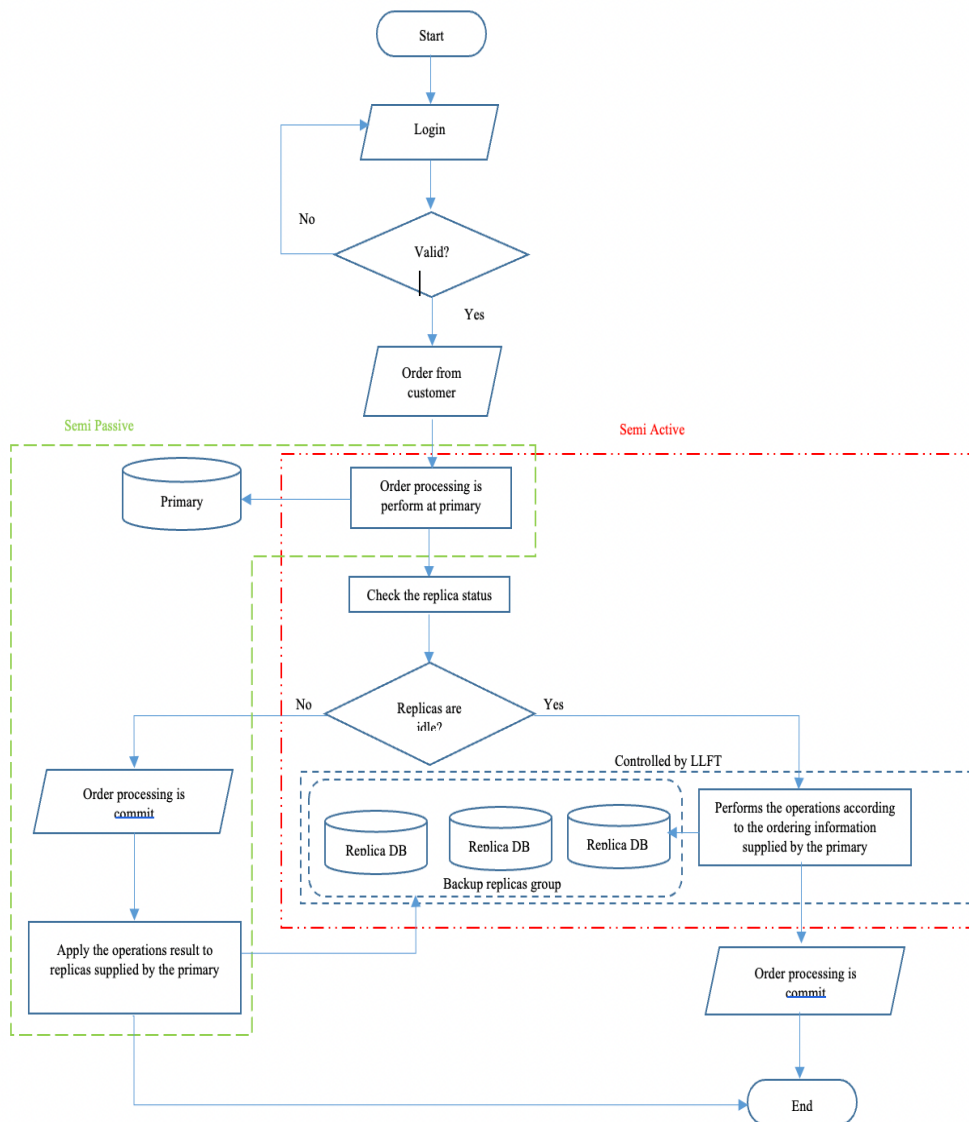 Start
Login
No
Valid?
Yes
Order from
customer
Semi Passive
Semi Active
Primary
Order processing is
perform at primary
Check the replica status
No
Replicas are
idle?
Yes
Controlled by LLFT
Order processing is
commit
Replica DB
Replica DB
Replica DB
Performs the operations according
to the ordering information
supplied by the primary
Backup replicas group
Apply the operations result to
replicas supplied by the primary
Order processing is
commit
End